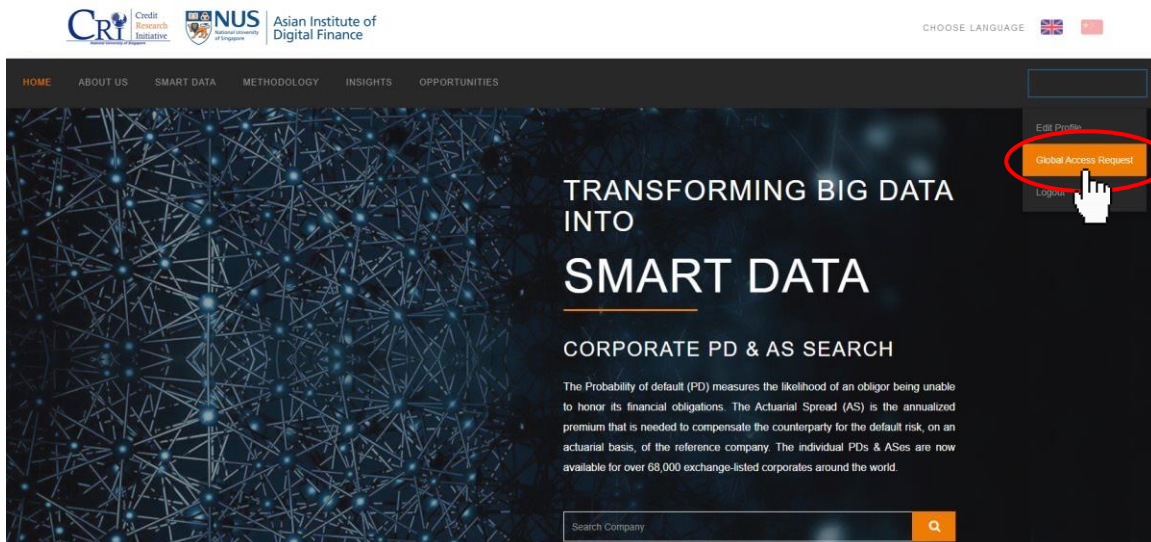 CRI Credit Research Initiative
National University of Singapore
NUS National University of Singapore
Asian Institute of
Digital Finance
CHOOSE LANGUAGE
HOME ABOUT US SMART DATA METHODOLOGY INSIGHTS OPPORTUNITIES
Edit Profile
Global Access Request
Logout
TRANSFORMING BIG DATA
INTO
SMART DATA
CORPORATE PD & AS SEARCH
The Probability of default (PD) measures the likelihood of an obligor being unable
to honor its financial obligations. The Actuarial Spread (AS) is the annualized
premium that is needed to compensate the counterparty for the default risk, on an
actuarial basis, of the reference company. The individual PDs & ASes are now
available for over 68,000 exchange-listed corporates around the world.
Search Company